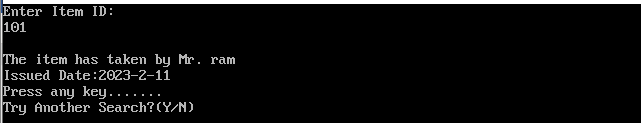 Enter Item ID:
101
The item has taken by Mr. ram
Issued Date:2023-2-11
Press any key.......
Try Another Search?(Y/N)